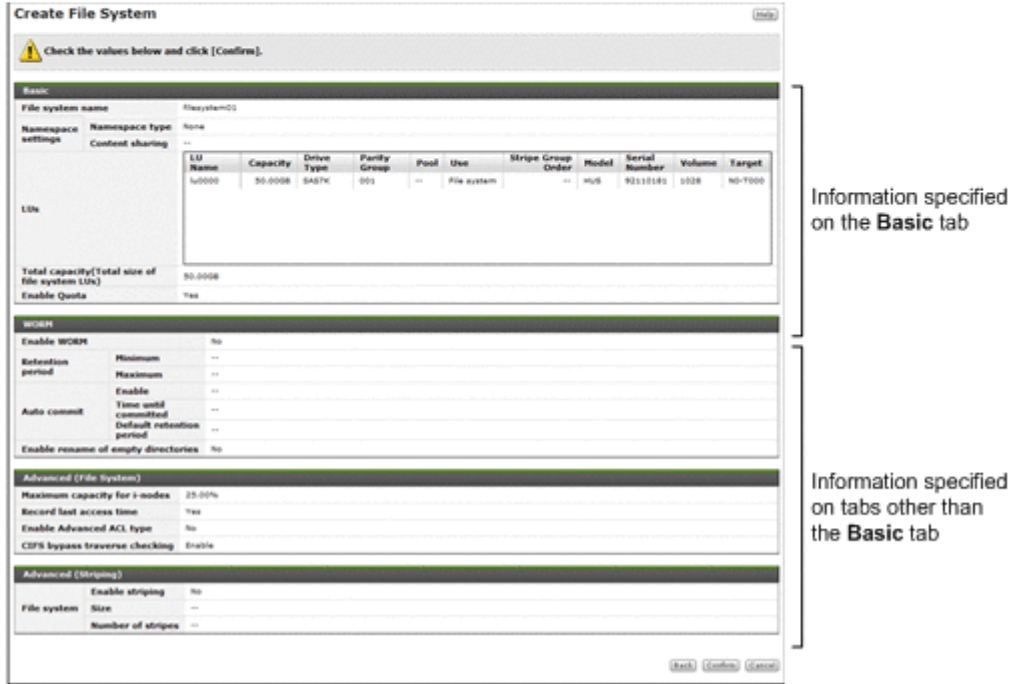 Create File System
Help
Check the values below and click [Confirm].
Basic
File system name filesystem01
Namespace settings Namespace type None
Content sharing --
LUs
LU Name Capacity Drive Type Parity Group Pool Use Stripe Group Order Model Serial Number Volume Target
lu0000 50.00GB SAS7K 001 -- File system -- HUS 92110181 1028 N0-T000
Total capacity(Total size of file system LUs) 50.00GB
Enable Quota Yes
Information specified
on the Basic tab
WORM
Enable WORM No
Retention period Minimum --
Maximum --
Auto commit Enable --
Time until committed --
Default retention period --
Enable rename of empty directories No
Advanced (File System)
Maximum capacity for i-nodes 25.00%
Record last access time Yes
Enable Advanced ACL type No
CIFS bypass traverse checking Enable
Advanced (Striping)
File system Enable striping No
Size --
Number of stripes --
Information specified
on tabs other than
the Basic tab
Back Confirm Cancel